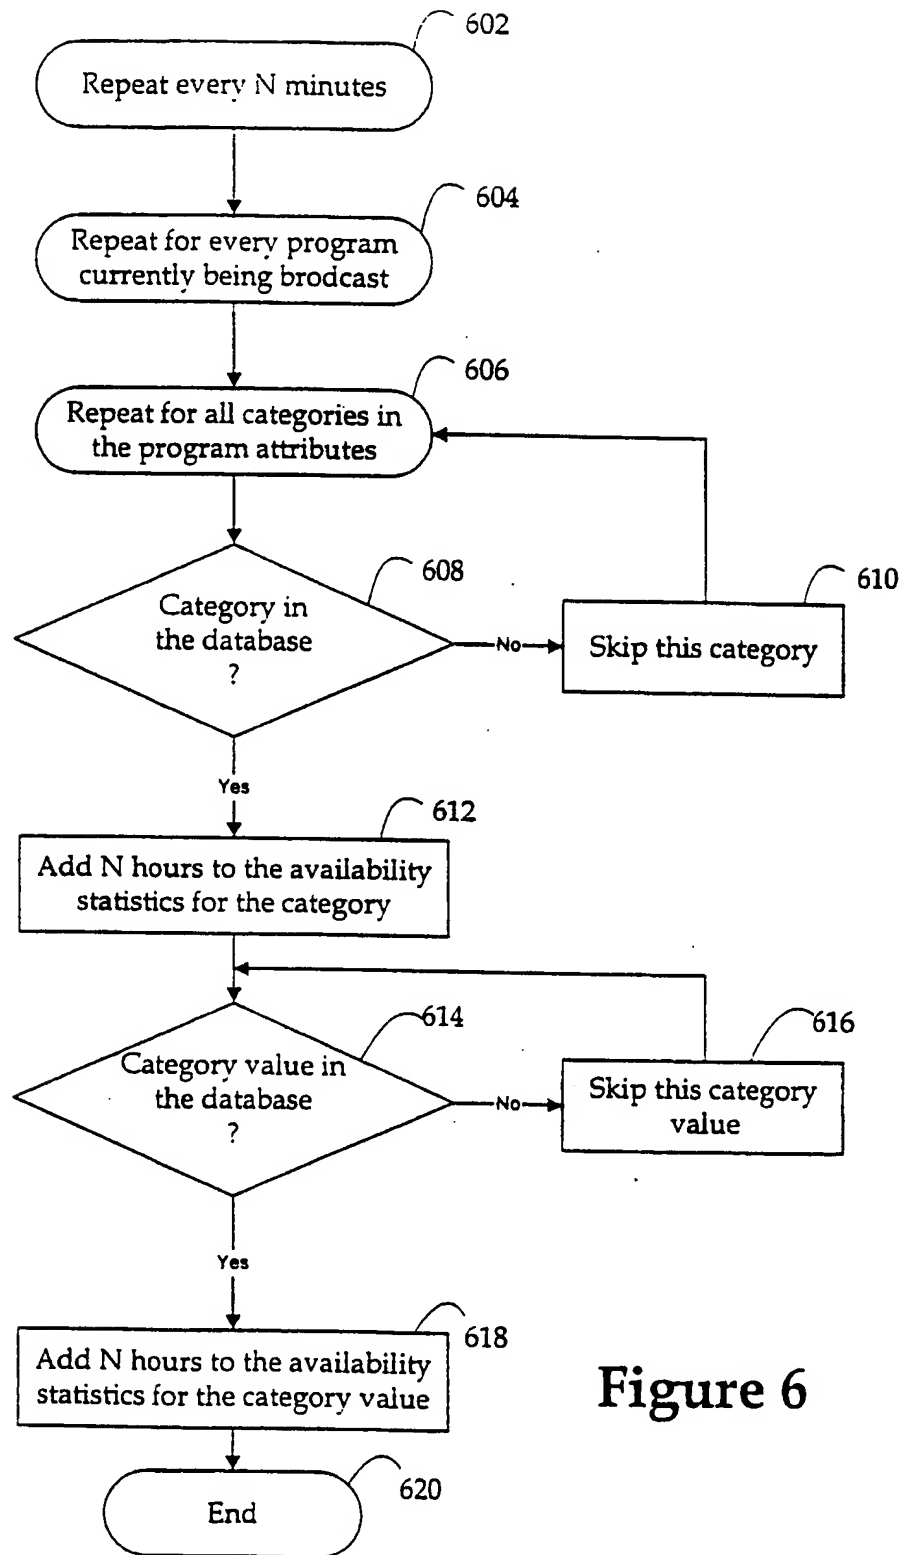 602
Repeat every N minutes
604
Repeat for every program
currently being brodcast
606
Repeat for all categories in
the program attributes
608
Category in
the database
?
No
610
Skip this category
Yes
612
Add N hours to the availability
statistics for the category
614
Category value in
the database
?
No
616
Skip this category
value
Yes
618
Add N hours to the availability
statistics for the category value
Figure 6
620
End